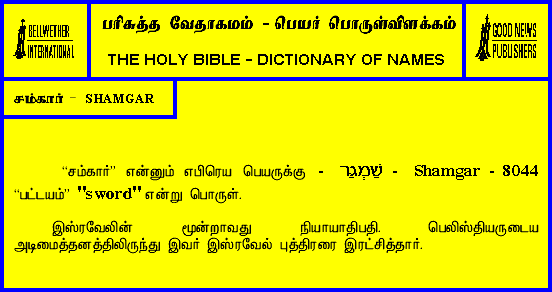 BELLWETHER
INTERNATIONAL
பரிசுத்த வேதாகமம் - பெயர் பொருள்விளக்கம்
THE HOLY BIBLE - DICTIONARY OF NAMES
GOOD NEWS
PUBLISHERS
சம்கார் - SHAMGAR
“சம்கார்” என்னும் எபிரெய பெயருக்கு - שַׁמְגַּר - Shamgar - 8044
“பட்டயம்” "sword" என்று பொருள்.
இஸ்ரவேலின் மூன்றாவது நியாயாதிபதி. பெலிஸ்தியருடைய
அடிமைத்தனத்திலிருந்து இவர் இஸ்ரவேல் புத்திரரை இரட்சித்தார்.